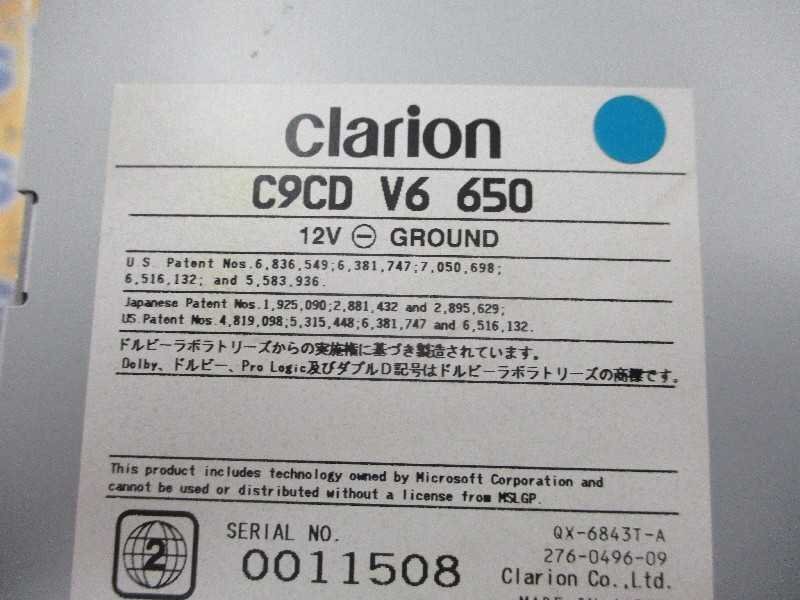 clarion
C9CD V6 650
12V ⊖ GROUND
U S. Patent Nos.6,836,549;6,381,747;7,050,698;
6,516,132; and 5,583,936.
Japanese Patent Nos.1,925,090;2,881,432 and 2,895,629;
US.Patent Nos.4,819,098;5,315,448;6,381,747 and 6,516,132.
ドルビーラボラトリーズからの実施権に基づき製造されています。
Dolby、ドルビー、Pro Logic及びダブルD記号はドルビーラボラトリーズの商標です。
This product includes technology owned by Microsoft Corporation and
cannot be used or distributed without a license from MSLGP.
2
SERIAL NO.
0011508
QX-6843T-A
276-0496-09
Clarion Co.,Ltd.